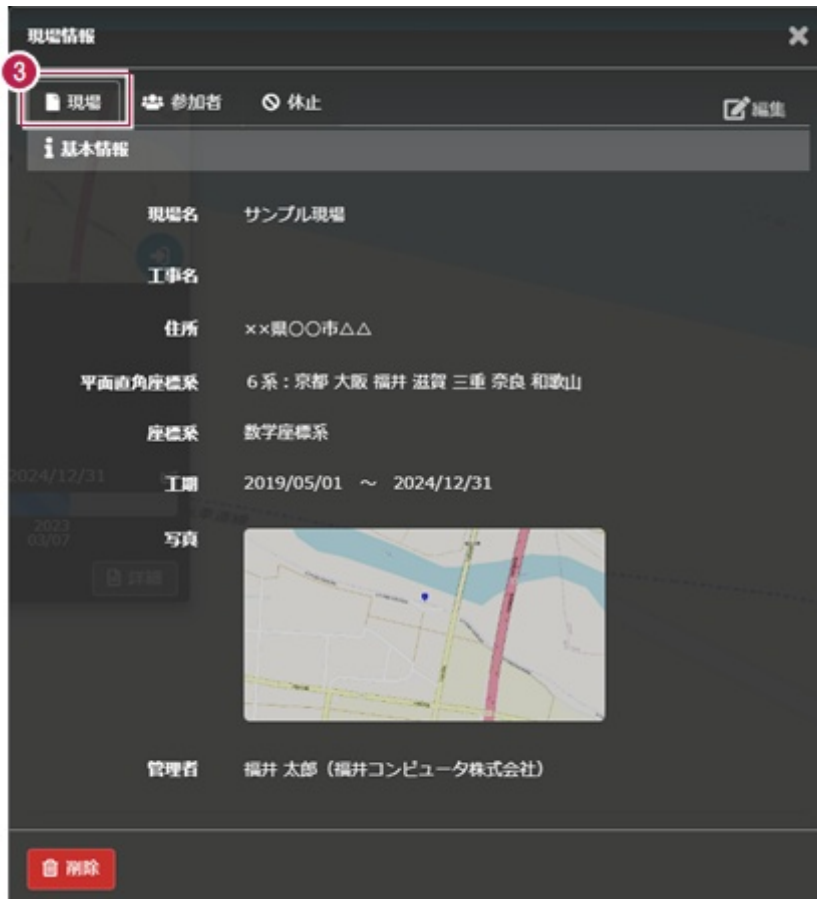 現場情報
3
現場 参加者 休止 編集
基本情報
現場名 サンプル現場
工事名
住所 ××県〇〇市△△
平面直角座標系 6系：京都 大阪 福井 滋賀 三重 奈良 和歌山
座標系 数学座標系
工期 2019/05/01 ～ 2024/12/31
2024/12/31
2023
03/07
写真
詳細
管理者 福井 太郎（福井コンピュータ株式会社）
削除